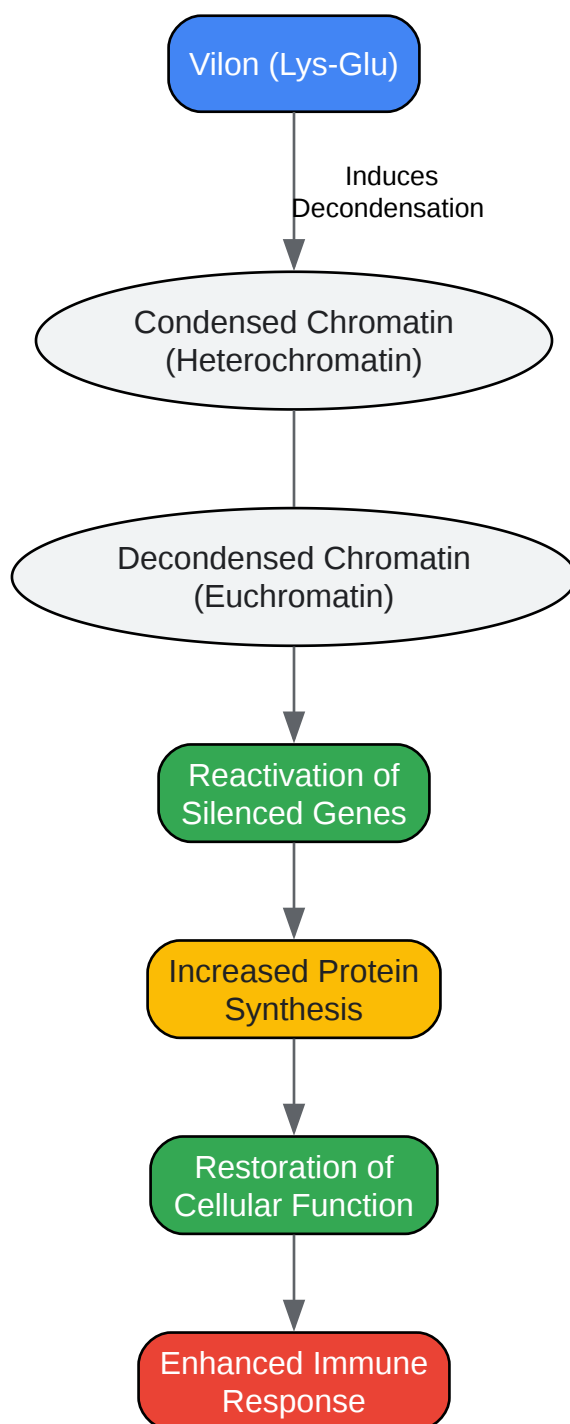 Vilon (Lys-Glu)
Induces
Decondensation
Condensed Chromatin
(Heterochromatin)
Decondensed Chromatin
(Euchromatin)
Reactivation of
Silenced Genes
Increased Protein
Synthesis
Restoration of
Cellular Function
Enhanced Immune
Response